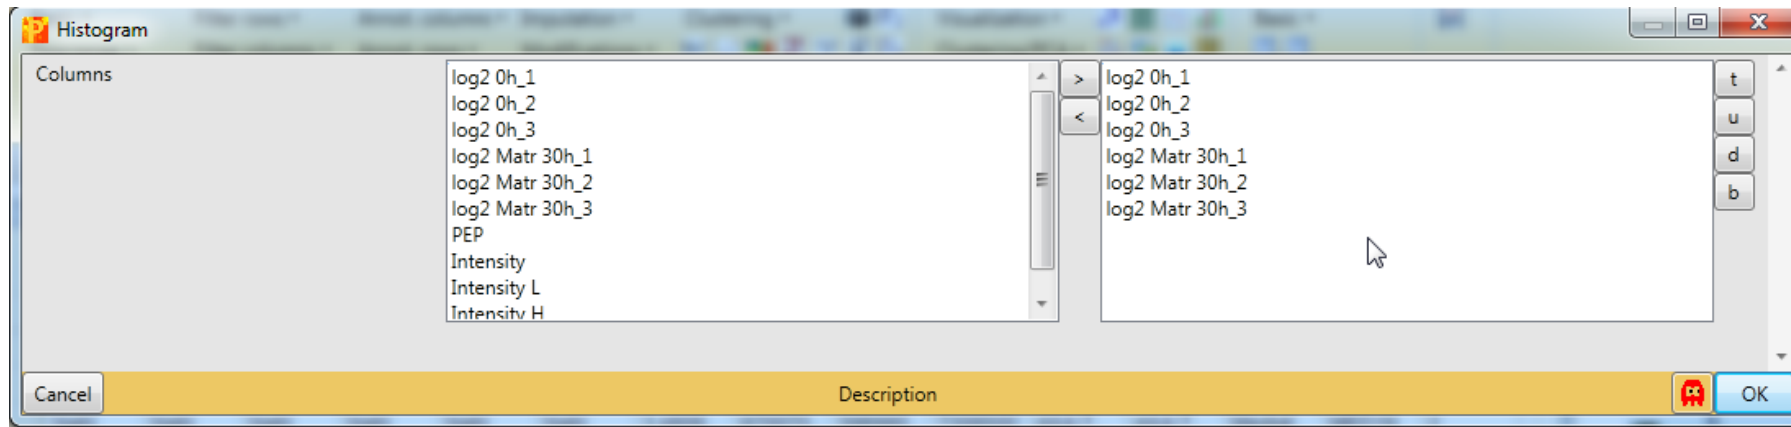 Histogram
Columns
log2 0h_1
log2 0h_2
log2 0h_3
log2 Matr 30h_1
log2 Matr 30h_2
log2 Matr 30h_3
PEP
Intensity
Intensity L
Intensity H
>
<
log2 0h_1
log2 0h_2
log2 0h_3
log2 Matr 30h_1
log2 Matr 30h_2
log2 Matr 30h_3
t
u
d
b
Cancel
Description
OK